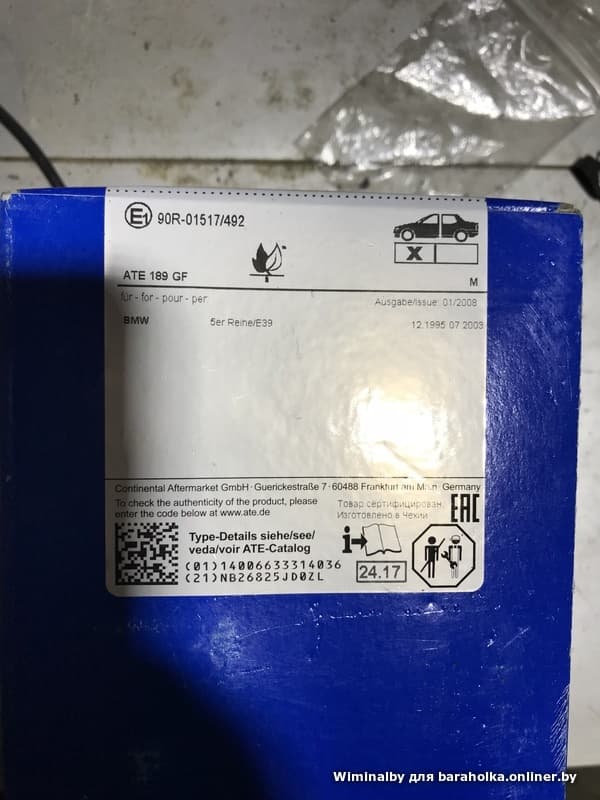 E1 90R-01517/492
X
ATE 189 GF
M
für - for - pour - per:
Ausgabe/issue: 01/2008
BMW 5er Reihe/E39 12.1995 07 2003
Continental Aftermarket GmbH · Guerickestraße 7 · 60488 Frankfurt am Main · Germany
To check the authenticity of the product, please
enter the code below at www.ate.de
Товар сертифицирован.
Изготовлено в Чехии
EAC
Type-Details siehe/see/
veda/voir ATE-Catalog
(01)14006633314036
(21)NB26825JD0ZL
i
24.17
Wiminalby для baraholka.onliner.by